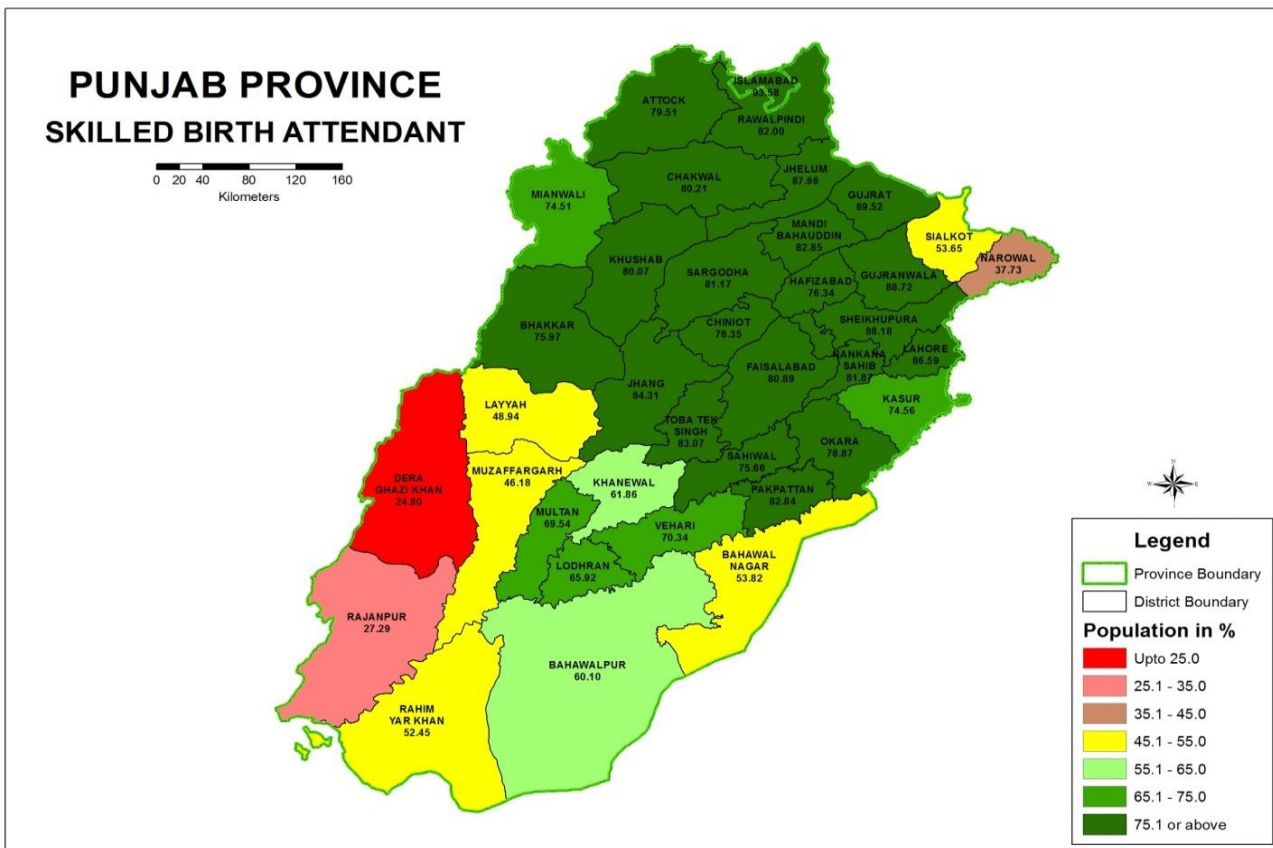 PUNJAB PROVINCE
SKILLED BIRTH ATTENDANT
0 20 40 80 120 160
Kilometers
ISLAMABAD
93.58
ATTOCK
79.51
RAWALPINDI
82.00
CHAKWAL
80.21
JHELUM
87.66
MIANWALI
74.51
GUJRAT
89.52
MANDI
BAHAUDDIN
82.85
SIALKOT
53.65
NAROWAL
37.73
KHUSHAB
80.07
SARGODHA
81.17
HAFIZABAD
76.34
GUJRANWALA
88.72
BHAKKAR
75.97
CHINIOT
78.35
SHEIKHUPURA
88.18
LAHORE
86.59
NANKANA
SAHIB
81.87
FAISALABAD
80.89
JHANG
84.31
KASUR
74.56
LAYYAH
48.94
TOBA TEK
SINGH
83.07
OKARA
78.87
SAHIWAL
75.66
MUZAFFARGARH
46.18
DERA
GHAZI KHAN
24.80
KHANEWAL
61.86
PAKPATTAN
82.84
MULTAN
69.54
VEHARI
70.34
LODHRAN
65.92
BAHAWAL
NAGAR
53.82
RAJANPUR
27.29
BAHAWALPUR
60.10
RAHIM
YAR KHAN
52.45
N
W E
S
Legend
Province Boundary
District Boundary
Population in %
Upto 25.0
25.1 - 35.0
35.1 - 45.0
45.1 - 55.0
55.1 - 65.0
65.1 - 75.0
75.1 or above